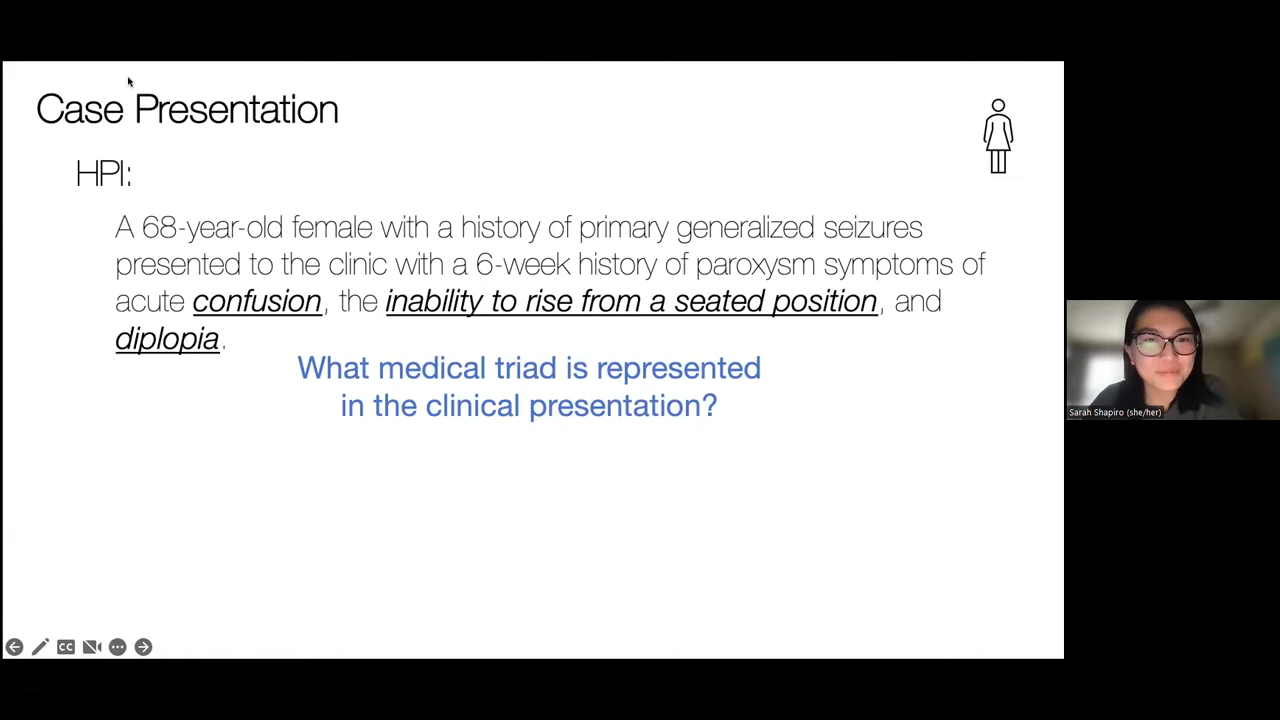 Case Presentation
HPI:
A 68-year-old female with a history of primary generalized seizures
presented to the clinic with a 6-week history of paroxysm symptoms of
acute confusion, the inability to rise from a seated position, and
diplopia.
What medical triad is represented
in the clinical presentation?
Sarah Shapiro (she/her)
CC